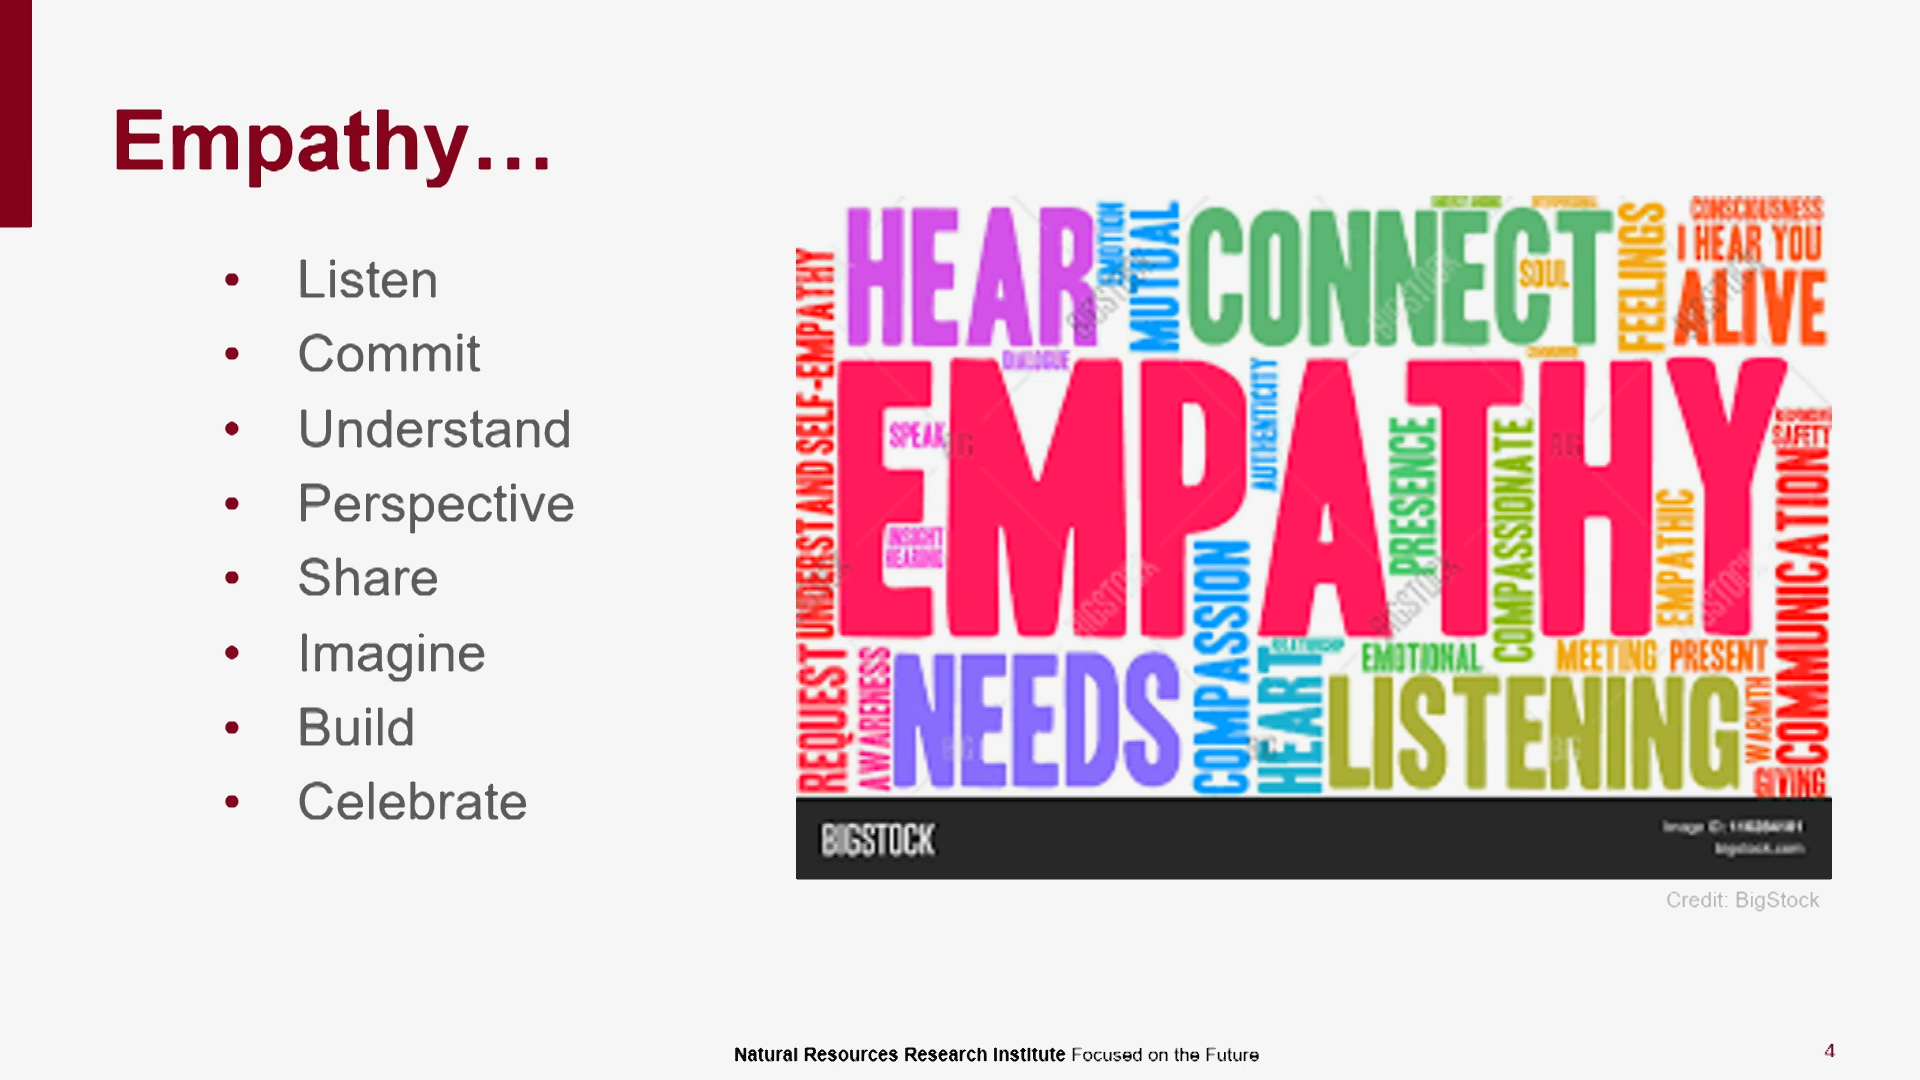 Empathy…
• Listen
• Commit
• Understand
• Perspective
• Share
• Imagine
• Build
• Celebrate
HEAR
EMOTION
MUTUAL
CONNECT
SOUL
FEELINGS
CONSCIOUSNESS
I HEAR YOU
ALIVE
UNDERSTAND SELF-EMPATHY
DIALOGUE
EMPATHY
SPEAK
INSIGHT
HEARING
AUTHENTICITY
PRESENCE
COMPASSIONATE
EMPATHIC
SAFETY
COMMUNICATION
REQUEST
AWARENESS
NEEDS
COMPASSION
HEART
RELATIONSHIP
EMOTIONAL
MEETING
PRESENT
LISTENING
WARMTH
GIVING
BIGSTOCK
Image ID:
bigstock.com
Credit: BigStock
Natural Resources Research Institute Focused on the Future
4